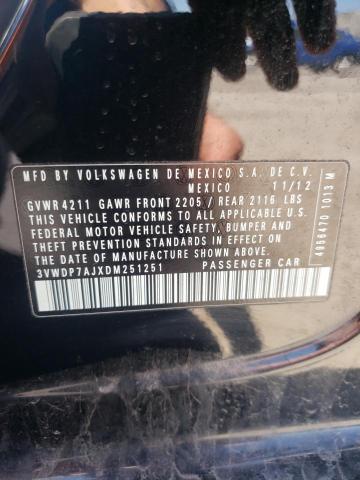 MFD BY VOLKSWAGEN DE MEXICO S.A. DE C.V.
MEXICO 11/12
GVWR 4211 GAWR FRONT 2205 / REAR 2116 LBS
THIS VEHICLE CONFORMS TO ALL APPLICABLE U.S.
FEDERAL MOTOR VEHICLE SAFETY, BUMPER, AND
THEFT PREVENTION STANDARDS IN EFFECT ON THE
DATE OF MANUFACTURE SHOWN ABOVE.
3VWDP7AJXDM251251 PASSENGER CAR
4056470 1013 M